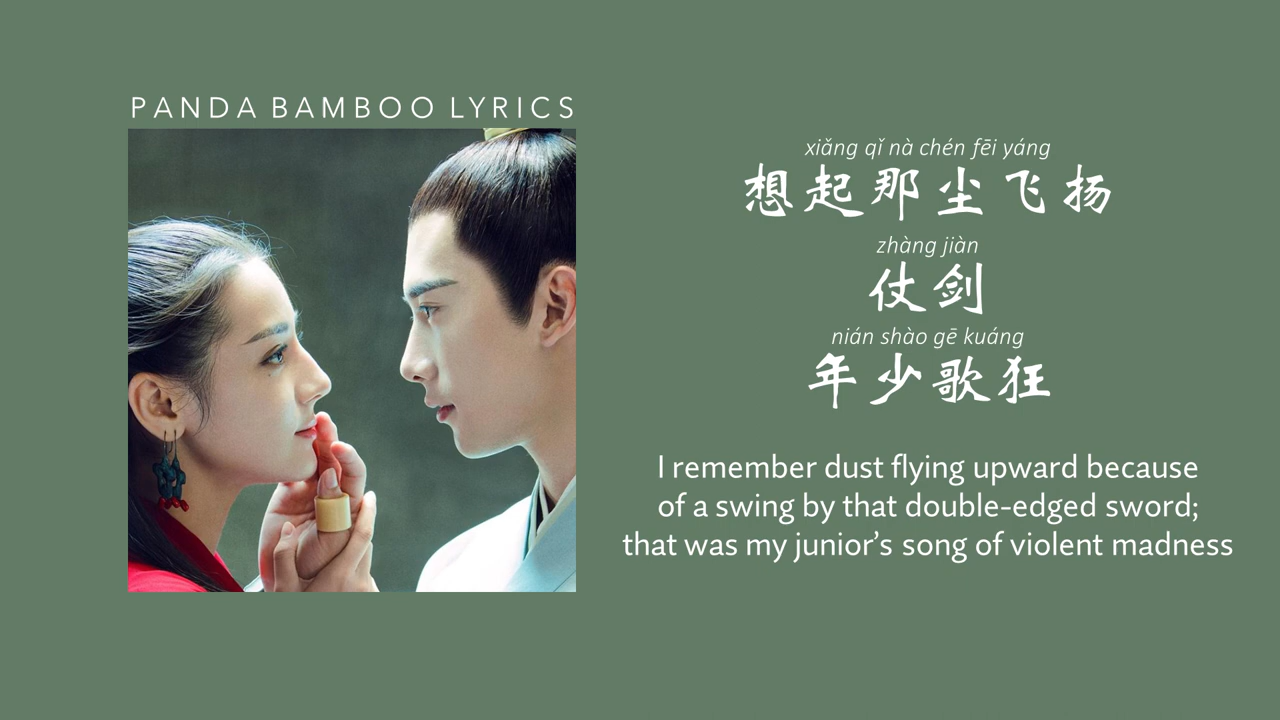 PANDA BAMBOO LYRICS
xiǎng qǐ nà chén fēi yáng
想起那尘飞扬
zhàng jiàn
仗剑
nián shào gē kuáng
年少歌狂
I remember dust flying upward because
of a swing by that double-edged sword;
that was my junior’s song of violent madness